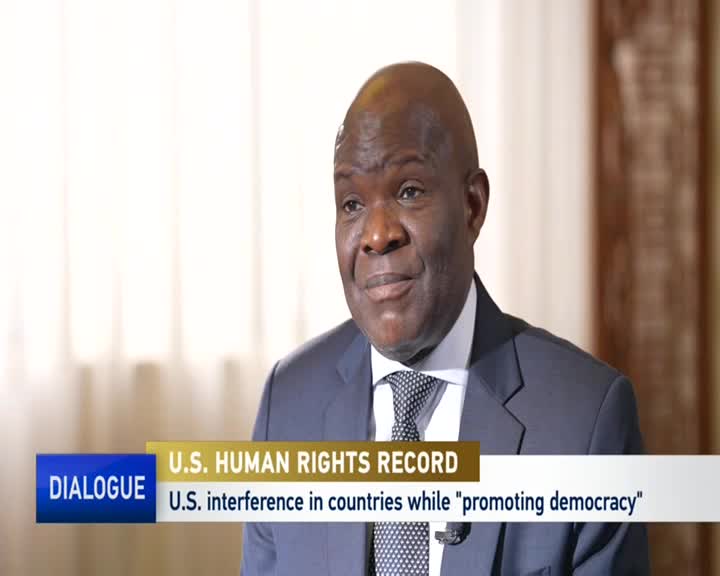 U.S. HUMAN RIGHTS RECORD
DIALOGUE
U.S. interference in countries while "promoting democracy"